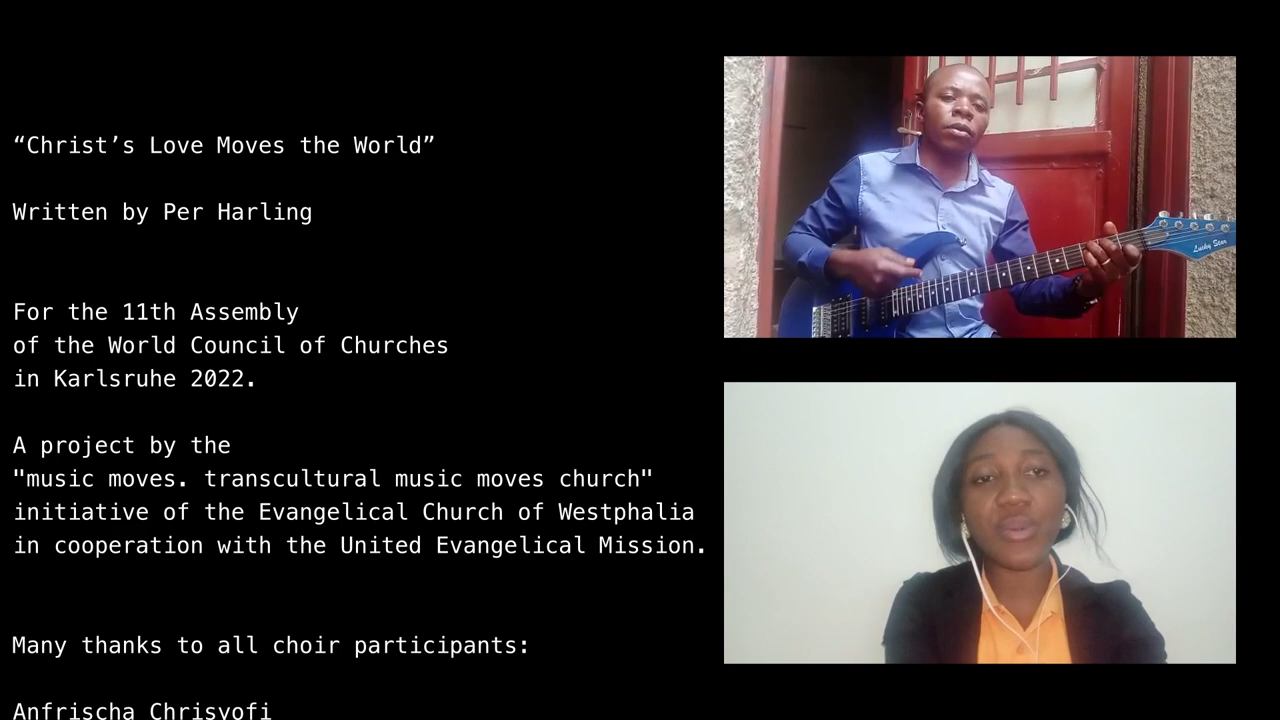 “Christ’s Love Moves the World”
Written by Per Harling
For the 11th Assembly
of the World Council of Churches
in Karlsruhe 2022.
A project by the
"music moves. transcultural music moves church"
initiative of the Evangelical Church of Westphalia
in cooperation with the United Evangelical Mission.
Many thanks to all choir participants:
Anfrischa Chrisyofi
Lucky Star